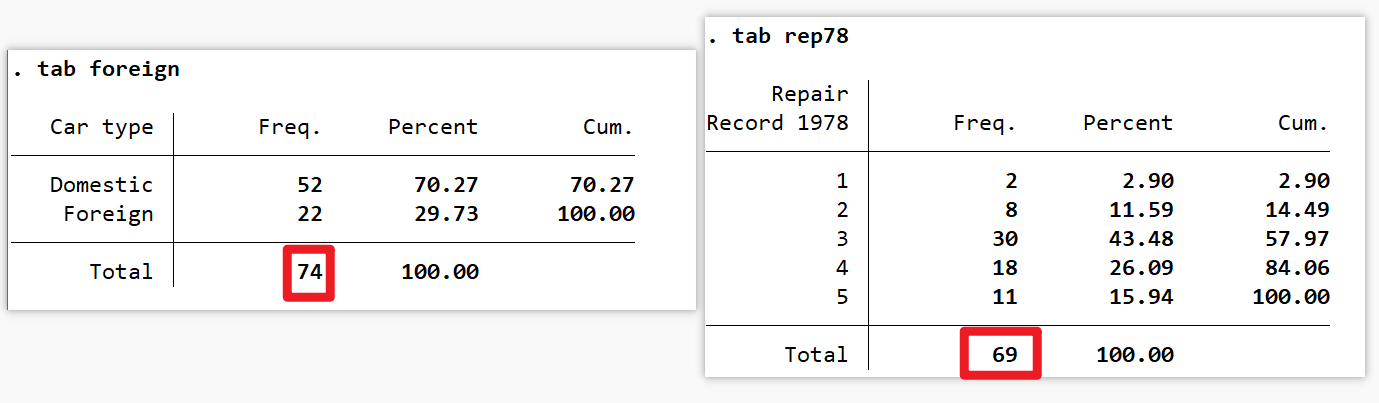 . tab foreign
Car type Freq. Percent Cum.
Domestic 52 70.27 70.27
Foreign 22 29.73 100.00
Total 74 100.00
. tab rep78
Repair
Record 1978 Freq. Percent Cum.
1 2 2.90 2.90
2 8 11.59 14.49
3 30 43.48 57.97
4 18 26.09 84.06
5 11 15.94 100.00
Total 69 100.00